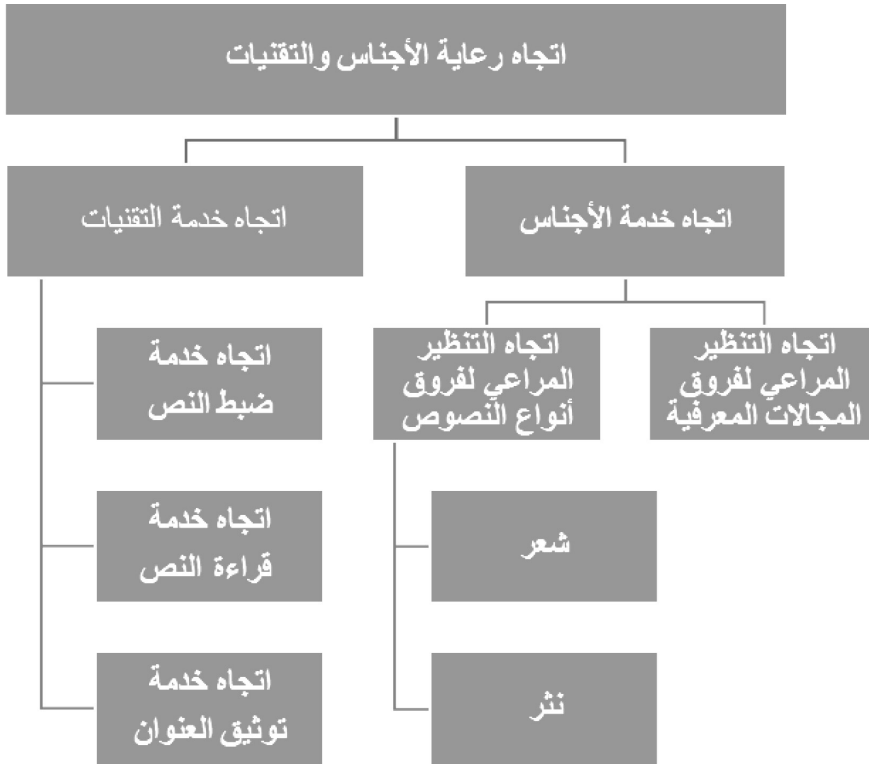 اتجاه رعاية الأجناس والتقنيات
اتجاه خدمة الأجناس
اتجاه خدمة التقنيات
اتجاه التنظير
المراعي لفروق
المجالات المعرفية
اتجاه التنظير
المراعي لفروق
أنواع النصوص
شعر
نثر
اتجاه خدمة
ضبط النص
اتجاه خدمة
قراءة النص
اتجاه خدمة
توثيق العنوان